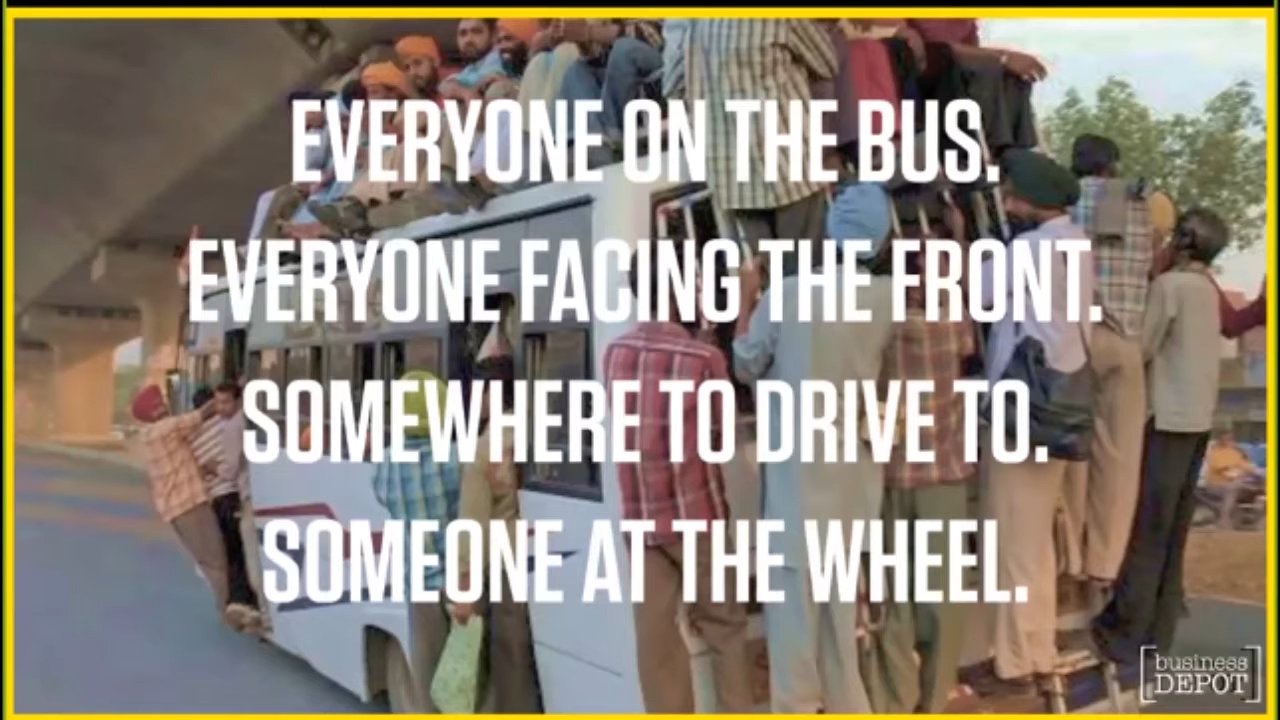 EVERYONE ON THE BUS.
EVERYONE FACING THE FRONT.
SOMEWHERE TO DRIVE TO.
SOMEONE AT THE WHEEL.
business
DEPOT